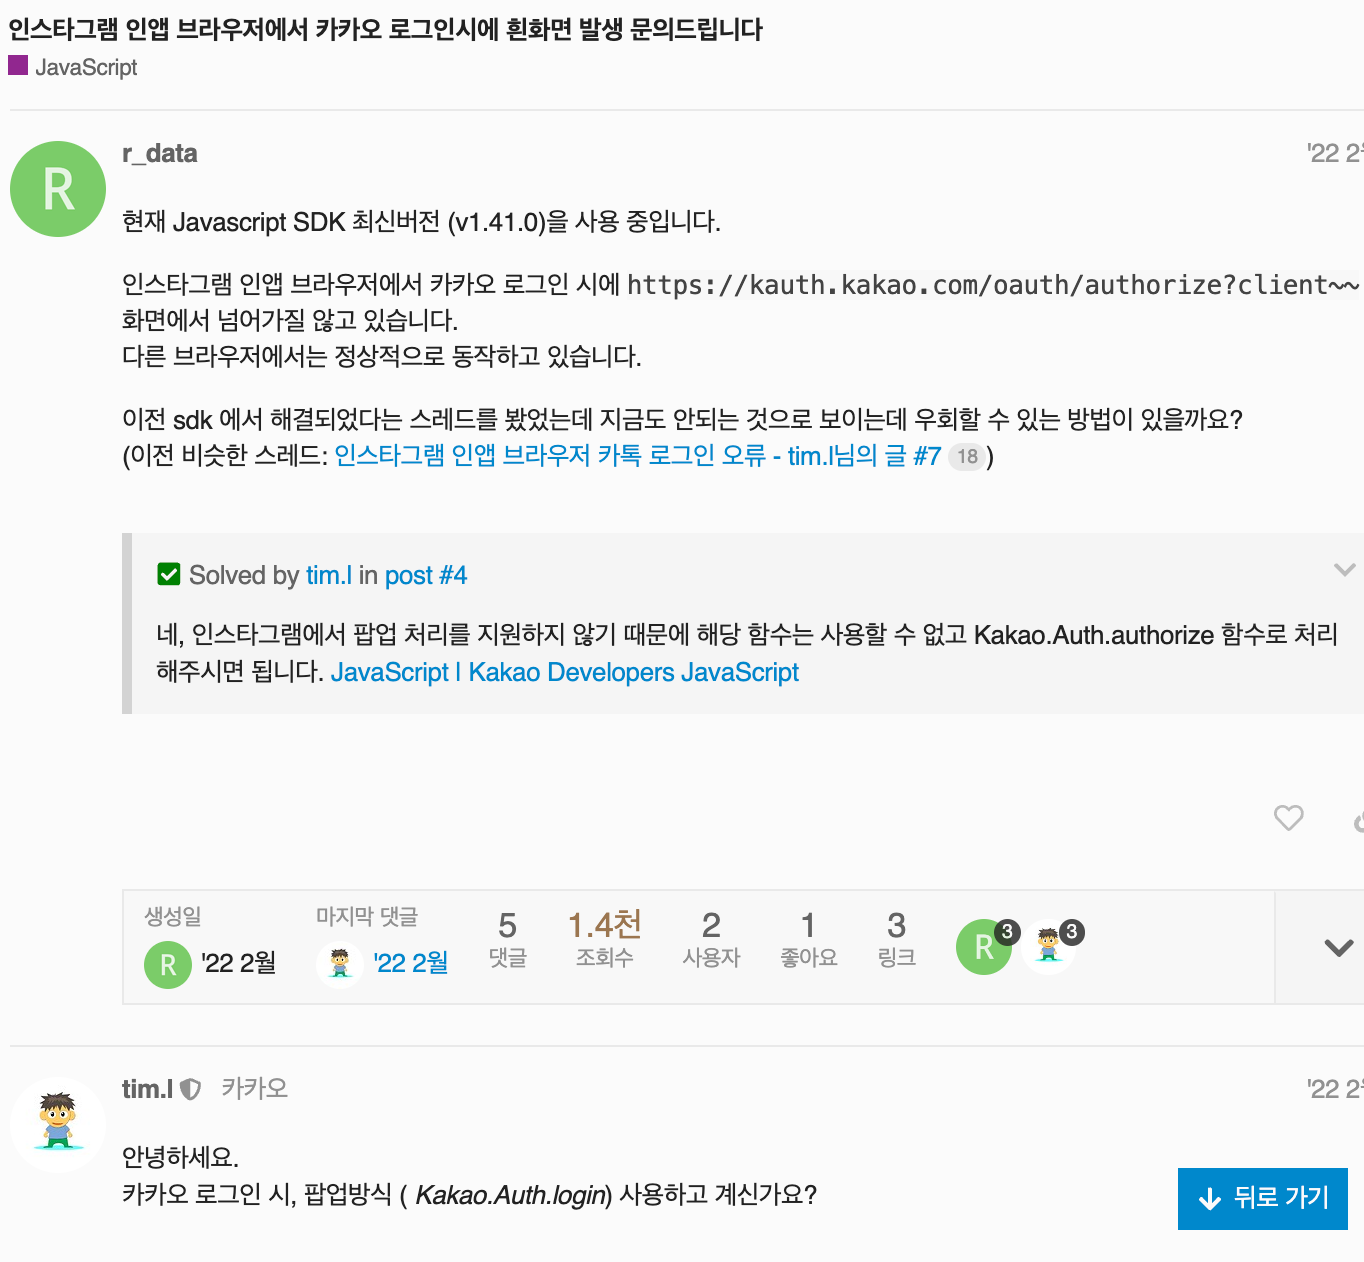 인스타그램 인앱 브라우저에서 카카오 로그인시에 흰화면 발생 문의드립니다
JavaScript
R
r_data
'22 2
현재 Javascript SDK 최신버전 (v1.41.0)을 사용 중입니다.
인스타그램 인앱 브라우저에서 카카오 로그인 시에 https://kauth.kakao.com/oauth/authorize?client~~
화면에서 넘어가질 않고 있습니다.
다른 브라우저에서는 정상적으로 동작하고 있습니다.
이전 sdk 에서 해결되었다는 스레드를 봤었는데 지금도 안되는 것으로 보이는데 우회할 수 있는 방법이 있을까요?
(이전 비슷한 스레드: 인스타그램 인앱 브라우저 카톡 로그인 오류 - tim.l님의 글 #7 18 )
Solved by tim.l in post #4
네, 인스타그램에서 팝업 처리를 지원하지 않기 때문에 해당 함수는 사용할 수 없고 Kakao.Auth.authorize 함수로 처리
해주시면 됩니다. JavaScript | Kakao Developers JavaScript
생성일 마지막 댓글 5 1.4천 2 1 3 R 3 3
R '22 2월 '22 2월 댓글 조회수 사용자 좋아요 링크
tim.l 카카오
'22 2
안녕하세요.
카카오 로그인 시, 팝업방식 ( Kakao.Auth.login) 사용하고 계신가요?
뒤로 가기